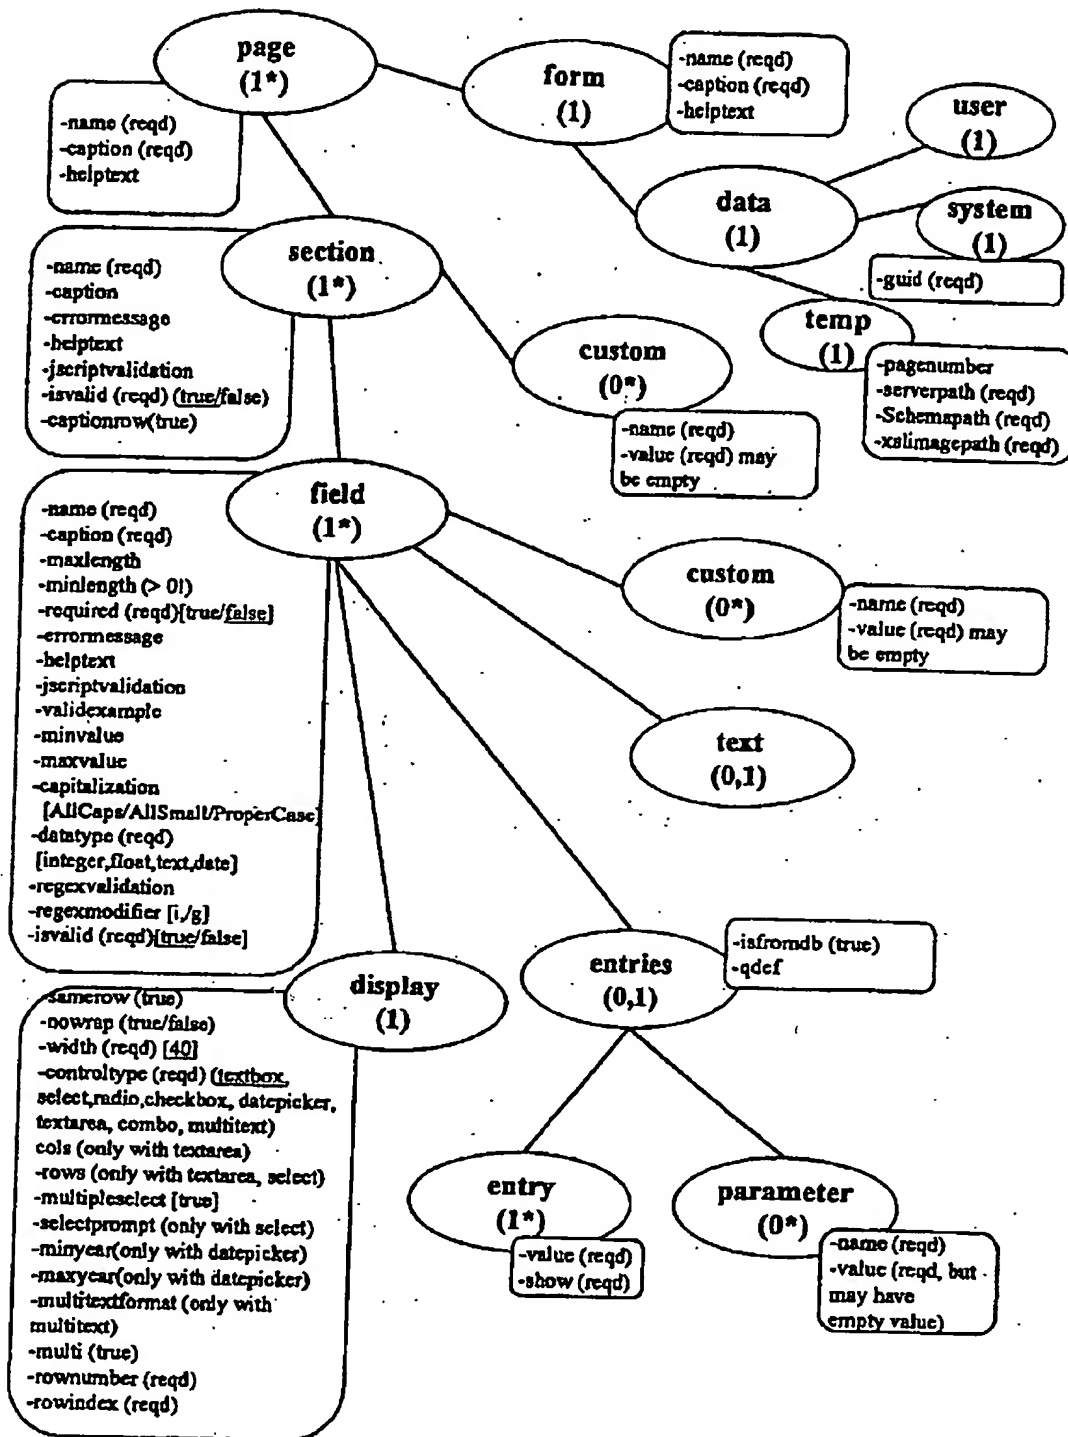 page
(1*)
-name (reqd)
-caption (reqd)
-helptext
form
(1)
-name (reqd)
-caption (reqd)
-helptext
user
(1)
data
(1)
system
(1)
-guid (reqd)
temp
(1)
-pagenumber
-serverpath (reqd)
-Schemapath (reqd)
-xslimagepath (reqd)
section
(1*)
-name (reqd)
-caption
-errormessage
-helptext
-jscriptvalidation
-isvalid (reqd) (true/false)
-captionrow(true)
custom
(0*)
-name (reqd)
-value (reqd) may
be empty
field
(1*)
-name (reqd)
-caption (reqd)
-maxlength
-minlength (> 0!)
-required (reqd)[true/false]
-errormessage
-helptext
-jscriptvalidation
-validexample
-minvalue
-maxvalue
-capitalization
[AllCaps/AllSmall/ProperCase]
-datatype (reqd)
[integer,float,text,date]
-regexvalidation
-regexmodifier [i,/g]
-isvalid (reqd)[true/false]
custom
(0*)
-name (reqd)
-value (reqd) may
be empty
text
(0,1)
display
(1)
-samerow (true)
-nowrap (true/false)
-width (reqd) [40]
-controltype (reqd) (textbox,
select,radio,checkbox, datepicker,
textarea, combo, multitext)
cols (only with textarea)
-rows (only with textarea, select)
-multipleselect [true]
-selectprompt (only with select)
-minyear(only with datepicker)
-maxyear(only with datepicker)
-multitextformat (only with
multitext)
-multi (true)
-rownumber (reqd)
-rowindex (reqd)
entries
(0,1)
-isfromdb (true)
-qdef
entry
(1*)
-value (reqd)
-show (reqd)
parameter
(0*)
-name (reqd)
-value (reqd, but
may have
empty value)